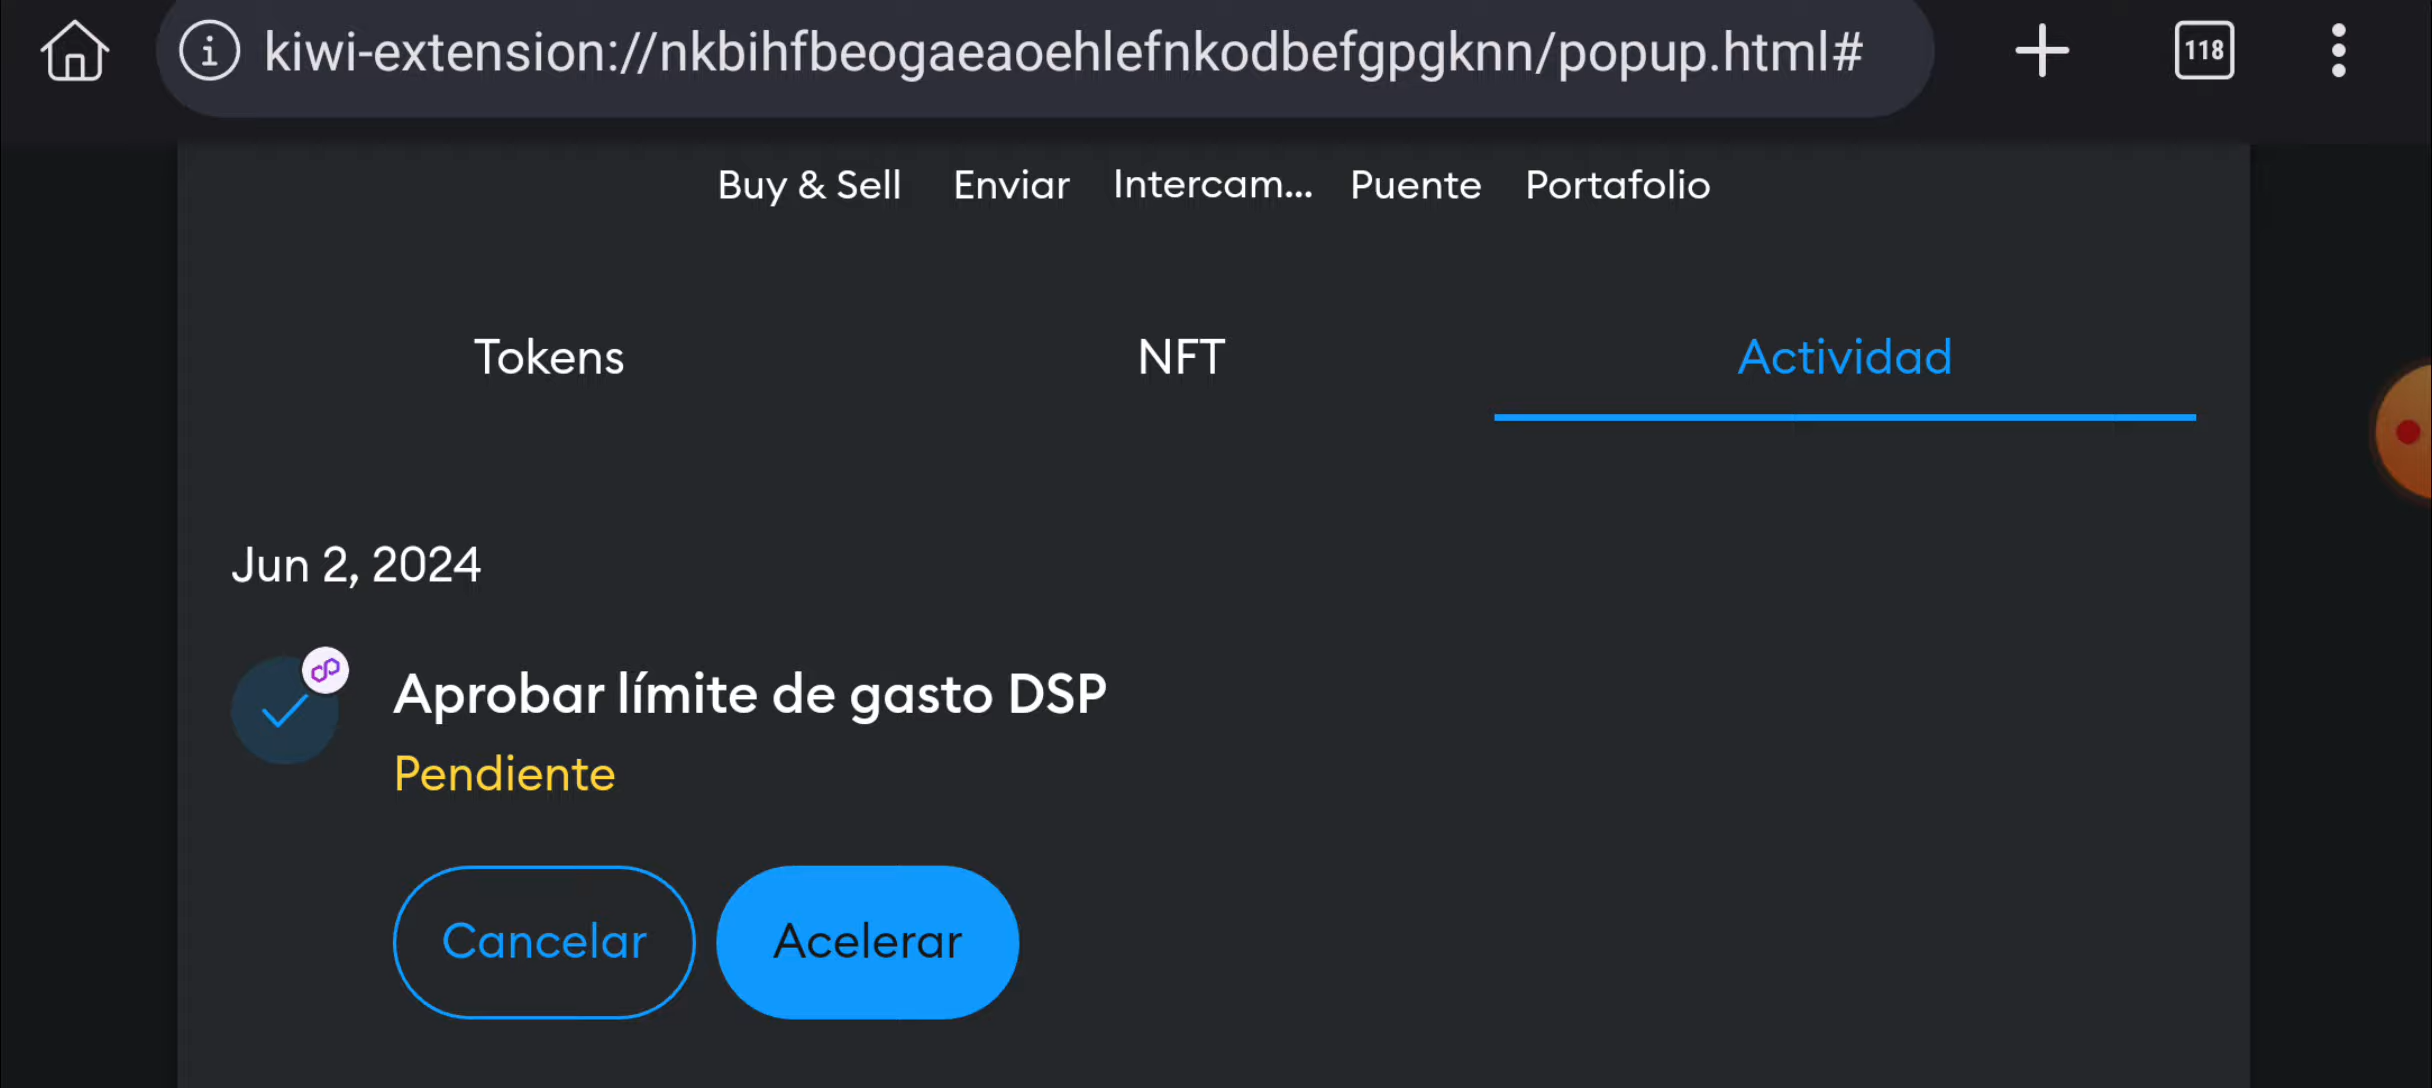 kiwi-extension://nkbihfbeogaeaoehlefnkodbefgpgknn/popup.html#
118
Buy & Sell Enviar Intercam... Puente Portafolio
Tokens NFT Actividad
Jun 2, 2024
Aprobar límite de gasto DSP
Pendiente
Cancelar Acelerar